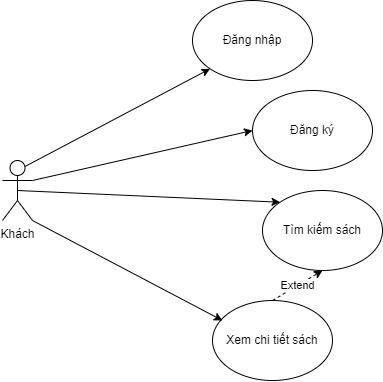 Đăng nhập
Đăng ký
Tìm kiếm sách
Khách
Extend
Xem chi tiết sách